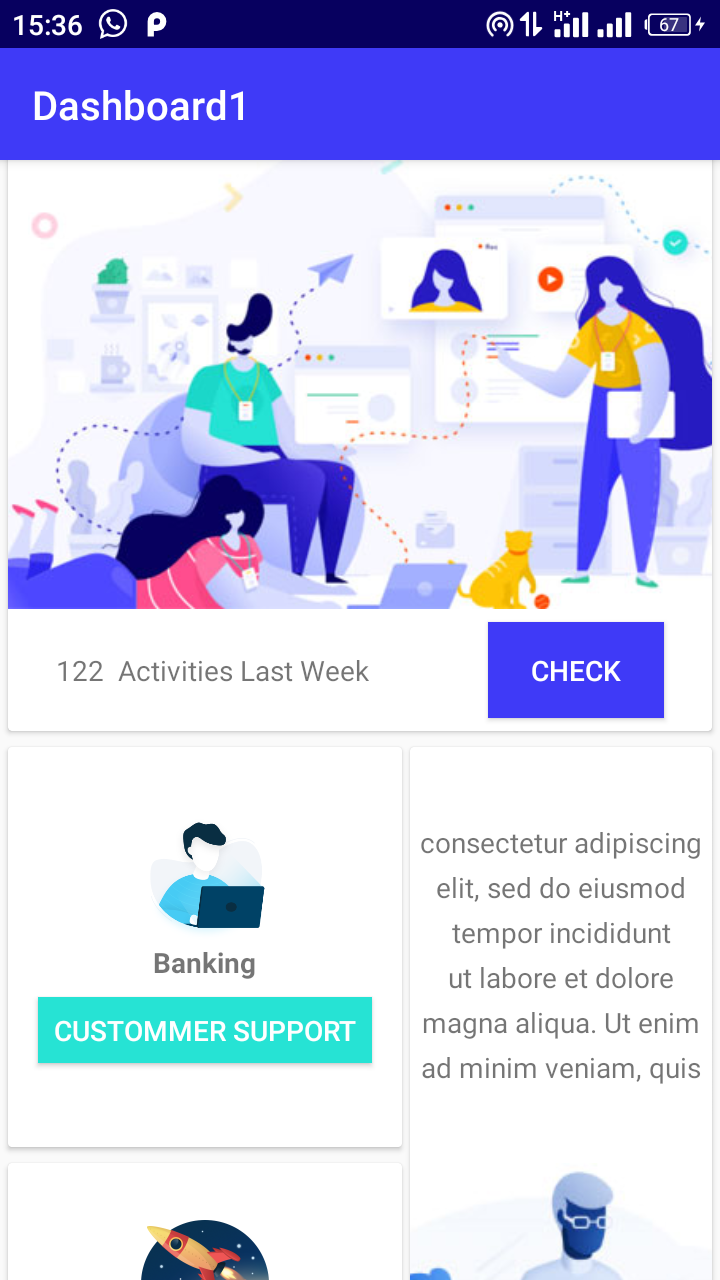 15:36
H+
67
Dashboard1
122 Activities Last Week
CHECK
Banking
CUSTOMMER SUPPORT
consectetur adipiscing
elit, sed do eiusmod
tempor incididunt
ut labore et dolore
magna aliqua. Ut enim
ad minim veniam, quis